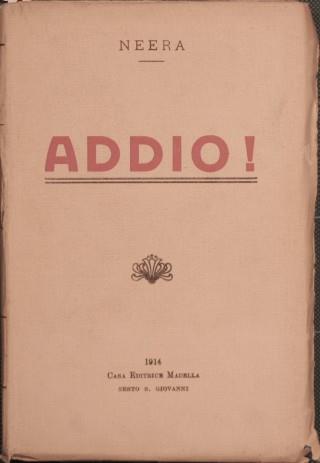 NEERA
ADDIO!
1914
CASA EDITRICE MADELLA
SESTO S. GIOVANNI